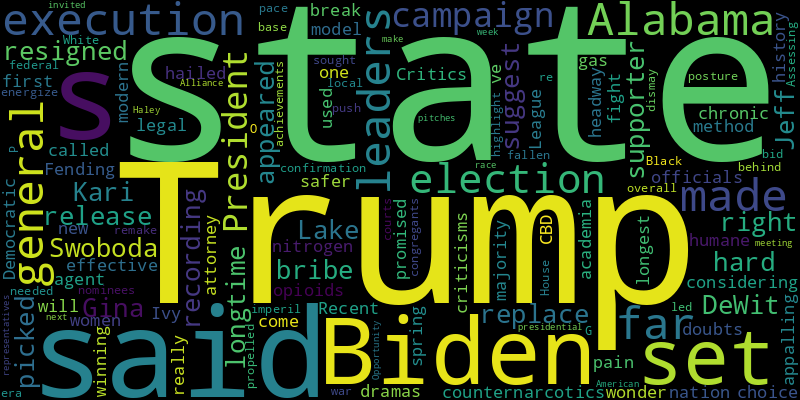 invited
execution
pace
break
campaign
Alabama
resigned
White
base
model
leaders
history
Assessing
federal
hailed
sought
week
gas
supporter
first
energize
modern
Haley
Alliance
one
Critics
make
suggest
ve
re
headway
fight
posture
dismay
Jeff
state
s
general
President
appeared
achievements
safer
used
local
push
highlight
League
pitches
chronic
method
legal
O
called
confirmation
race
fallen
Black
bid
officials
behind
Democratic
P
Fending
Kari
election
overall
made
Trump
release
recording
longtime
Lake
promised
courts
congregants
criticisms
majority
CBD
academia
longest
humane
right
new
remake
Swoboda
attorney
nitrogen
meeting
hard
effective
agent
bribe
House
considering
needed
nominees
opioids
DeWit
representatives
picked
will
Gina
Ivy
imperil
Recent
replace
far
led
doubts
appalling
women
come
spring
presidential
G
said
Biden
set
next
winning
really
propelled
Opportunity
pain
era
war
dramas
American
counternarcotics
wonder
nation
choice